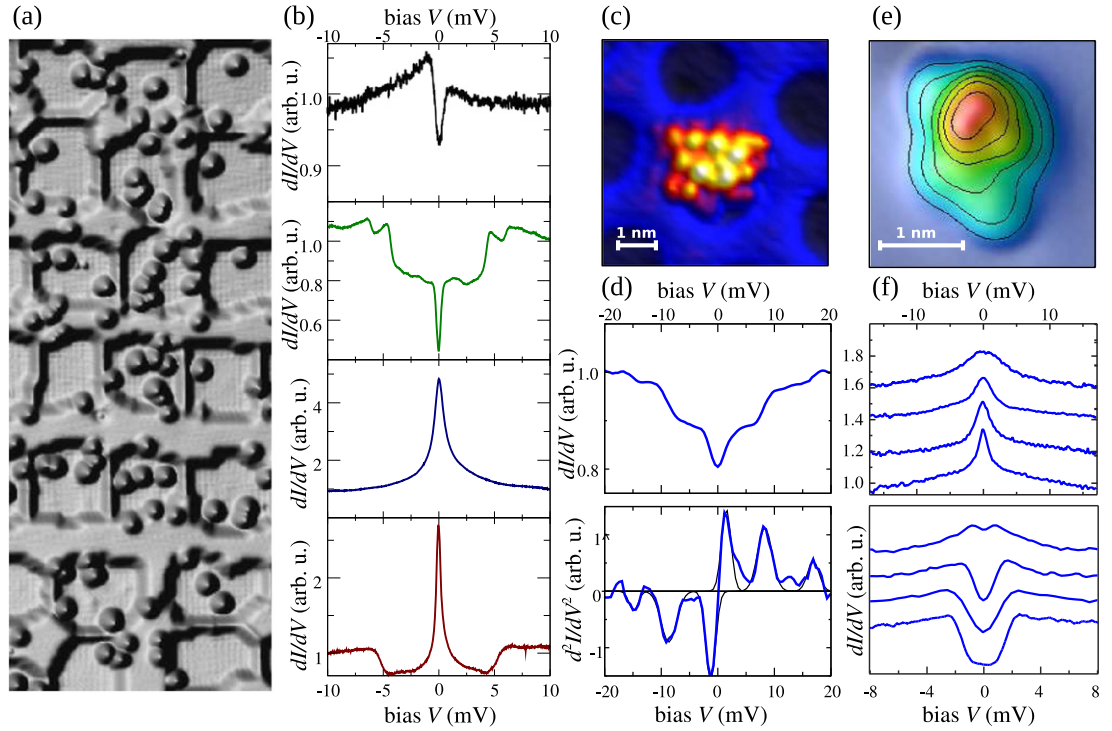 (a)
(b)
bias V (mV)
-10 -5 0 5 10
dI/dV (arb. u.)
1.0
0.9
dI/dV (arb. u.)
1.0
0.8
0.6
dI/dV (arb. u.)
4
2
dI/dV (arb. u.)
2
1
-10 -5 0 5 10
bias V (mV)
(c)
1 nm
(d)
bias V (mV)
-20 -10 0 10 20
dI/dV (arb. u.)
1.0
0.8
d²I/dV² (arb. u.)
1
0
-1
-20 -10 0 10 20
bias V (mV)
(e)
1 nm
(f)
bias V (mV)
-10 0 10
dI/dV (arb. u.)
1.8
1.6
1.4
1.2
1.0
dI/dV (arb. u.)
-8 -4 0 4 8
bias V (mV)